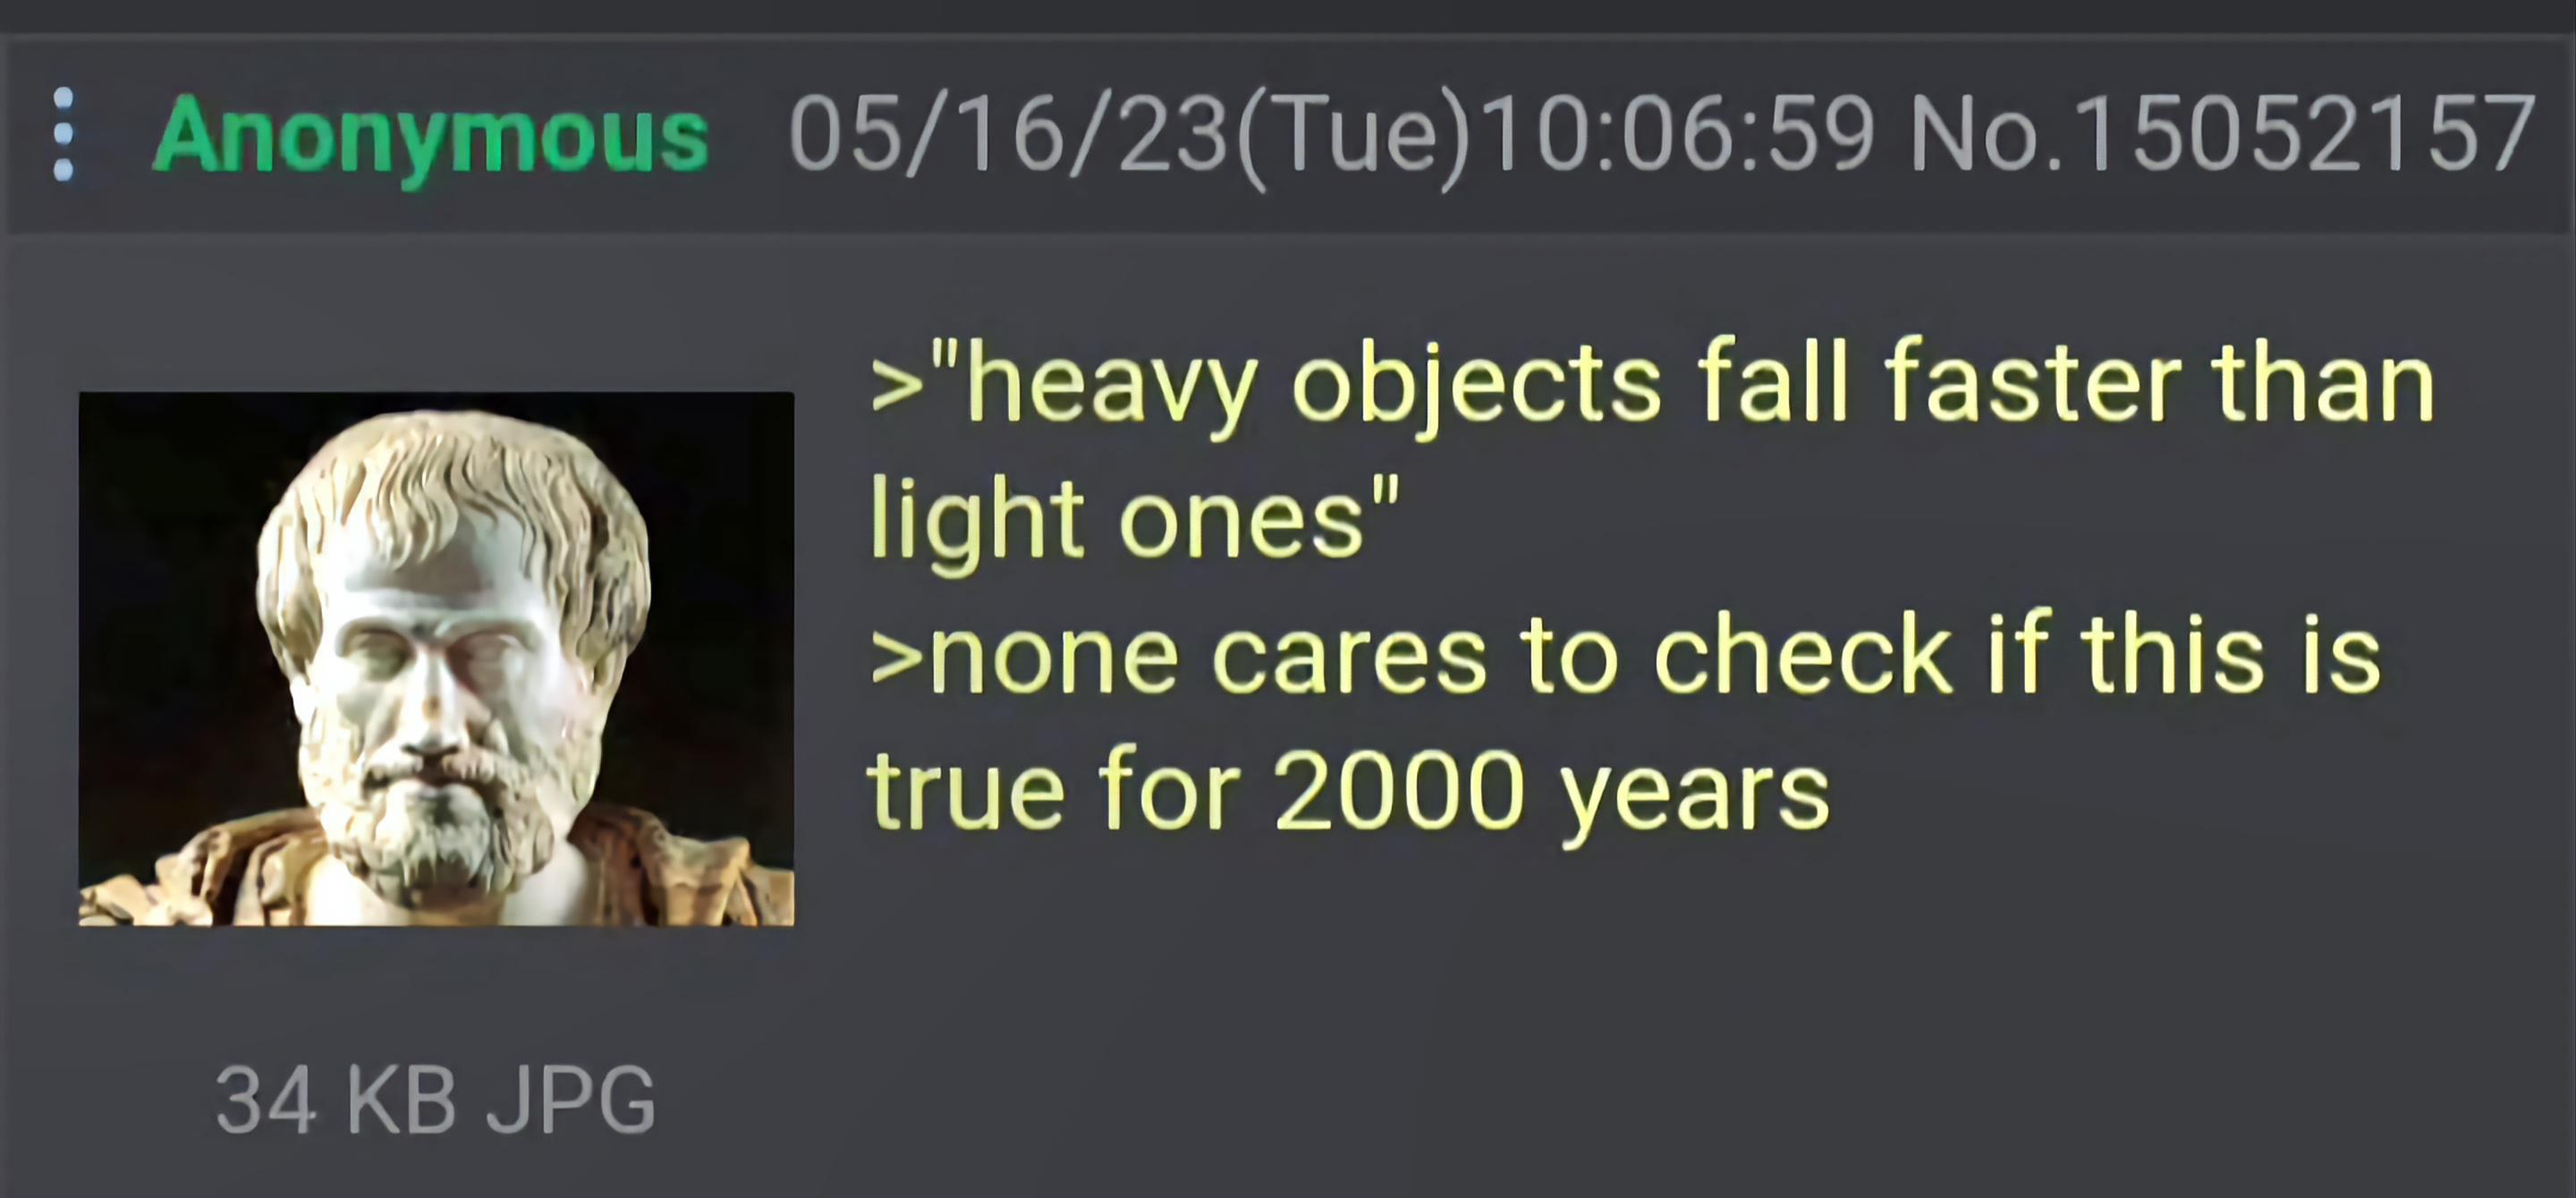 Anonymous 05/16/23(Tue)10:06:59 No.15052157
>"heavy objects fall faster than
light ones"
>none cares to check if this is
true for 2000 years
34 KB JPG